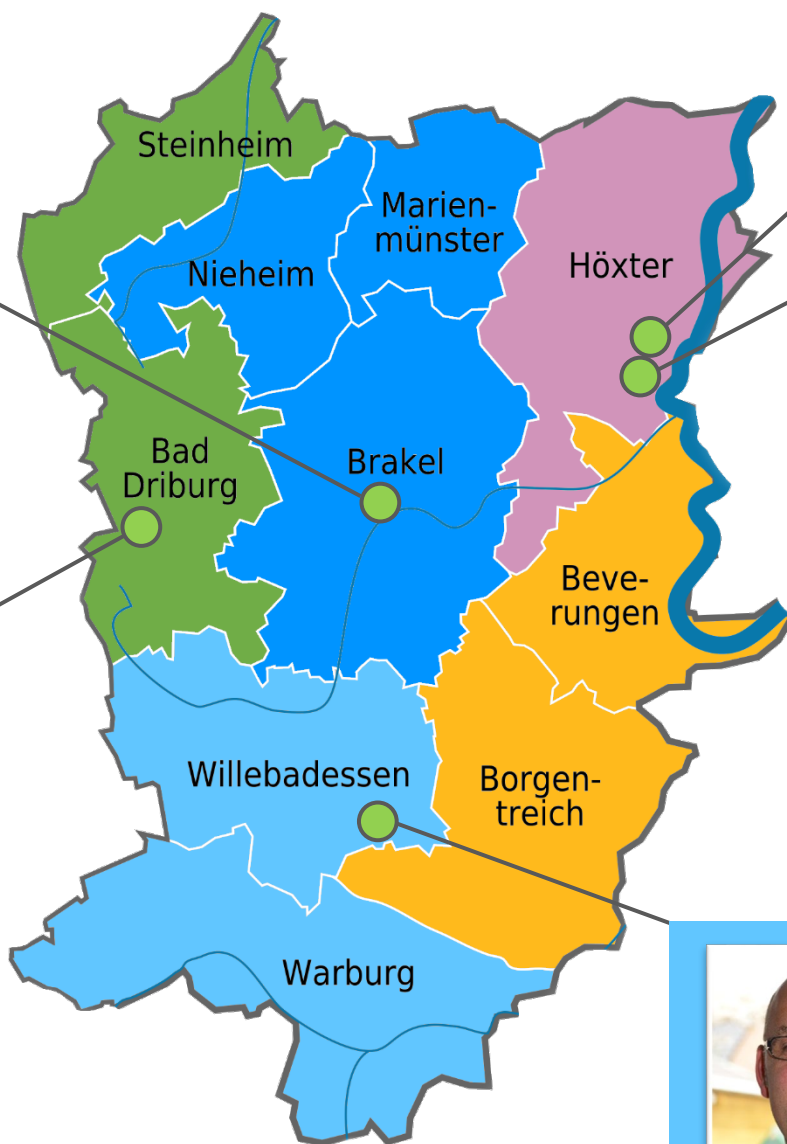 Steinheim
Marien-
münster
Nieheim
Höxter
Bad
Driburg
Brakel
Beve-
rungen
Willebadessen
Borgen-
treich
Warburg